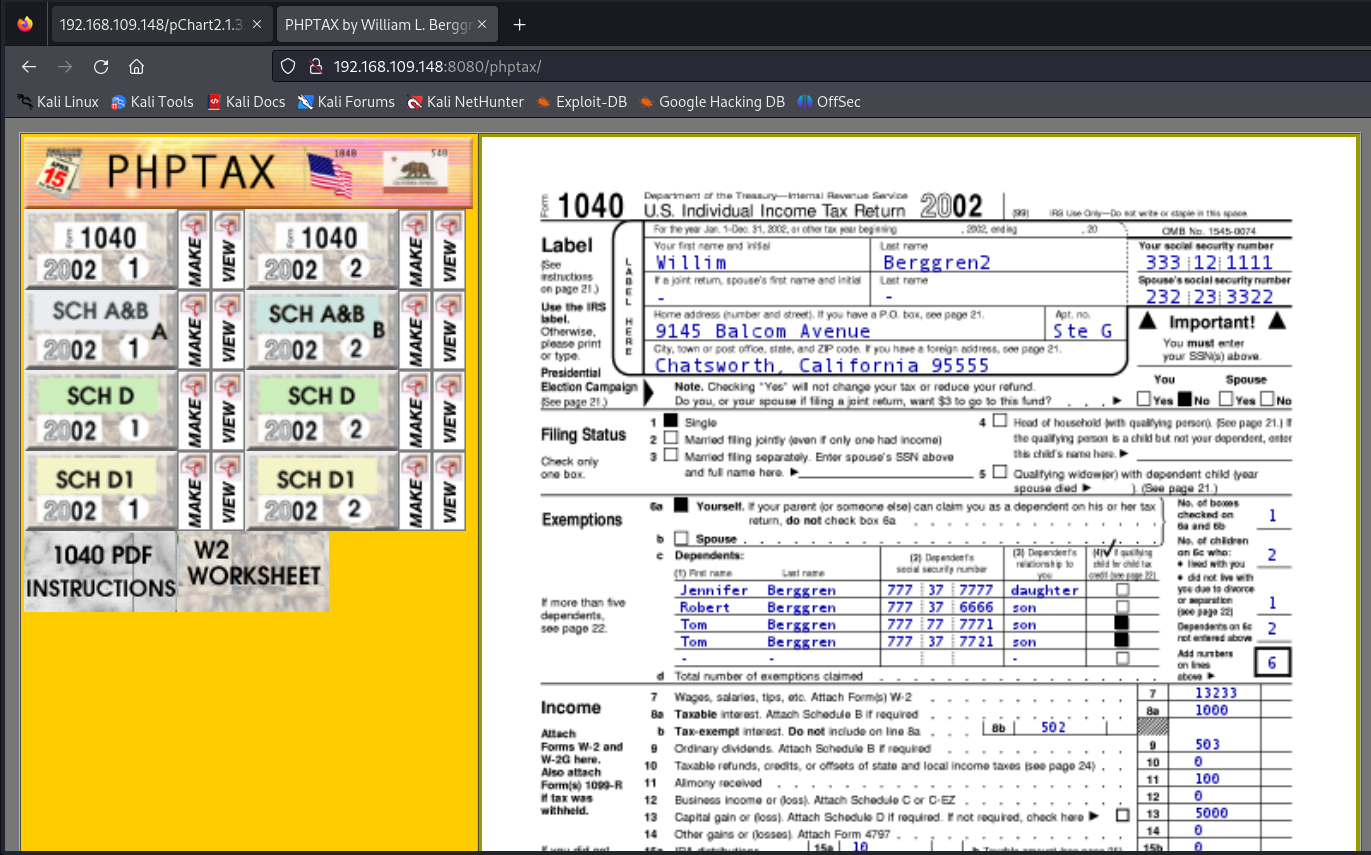 192.168.109.148/pChart2.1.3
PHPTAX by William L. Berggr
192.168.109.148:8080/phptax/
Kali Linux Kali Tools Kali Docs Kali Forums Kali NetHunter Exploit-DB Google Hacking DB OffSec
APRIL 15 PHPTAX 1040 540
Form 1040 2002 1 MAKE VIEW Form 1040 2002 2 MAKE VIEW
SCH A&B A 2002 1 MAKE VIEW SCH A&B B 2002 2 MAKE VIEW
SCH D 2002 1 MAKE VIEW SCH D 2002 2 MAKE VIEW
SCH D1 2002 1 MAKE VIEW SCH D1 2002 2 MAKE VIEW
1040 PDF INSTRUCTIONS W2 WORKSHEET
Form 1040
Department of the Treasury—Internal Revenue Service
U.S. Individual Income Tax Return 2002
(99) IRS Use Only—Do not write or staple in this space.
For the year Jan. 1-Dec. 31, 2002, or other tax year beginning , 2002, ending , 20
OMB No. 1545-0074
Label
(See
instructions
on page 21.)
Use the IRS
label.
Otherwise,
please print
or type.
LABEL HERE
Your first name and initial Last name Your social security number
Willim Berggren2 333 12 1111
If a joint return, spouse's first name and initial Last name Spouse's social security number
- - 232 23 3322
Home address (number and street). If you have a P.O. box, see page 21. Apt. no.
9145 Balcom Avenue Ste G
City, town or post office, state, and ZIP code. If you have a foreign address, see page 21.
Chatsworth, California 95555
Important!
You must enter
your SSN(s) above.
Presidential
Election Campaign
(See page 21.)
Note. Checking "Yes" will not change your tax or reduce your refund.
Do you, or your spouse if filing a joint return, want $3 to go to this fund?
You Spouse
Yes No Yes No
Filing Status
Check only
one box.
1 Single
2 Married filing jointly (even if only one had income)
3 Married filing separately. Enter spouse's SSN above
and full name here.
4 Head of household (with qualifying person). (See page 21.) If
the qualifying person is a child but not your dependent, enter
this child's name here.
5 Qualifying widow(er) with dependent child (year
spouse died ). (See page 21.)
Exemptions
6a Yourself. If your parent (or someone else) can claim you as a dependent on his or her tax
return, do not check box 6a
b Spouse
c Dependents:
(1) First name Last name
(2) Dependent's
social security number
(3) Dependent's
relationship to
you
(4) if qualifying
child for child tax
credit (see page 22)
Jennifer Berggren 777 37 7777 daughter
Robert Berggren 777 37 6666 son
Tom Berggren 777 77 7771 son
Tom Berggren 777 37 7721 son
- - -
If more than five
dependents,
see page 22.
d Total number of exemptions claimed
No. of boxes
checked on
6a and 6b 1
No. of children
on 6c who:
• lived with you 2
• did not live with
you due to divorce
or separation
(see page 22) 1
Dependents on 6c
not entered above 2
Add numbers
on lines
above 6
Income
Attach
Forms W-2 and
W-2G here.
Also attach
Form(s) 1099-R
if tax was
withheld.
7 Wages, salaries, tips, etc. Attach Form(s) W-2 7 13233
8a Taxable interest. Attach Schedule B if required 8a 1000
b Tax-exempt interest. Do not include on line 8a 8b 502
9 Ordinary dividends. Attach Schedule B if required 9 503
10 Taxable refunds, credits, or offsets of state and local income taxes (see page 24) 10 0
11 Alimony received 11 100
12 Business income or (loss). Attach Schedule C or C-EZ 12 0
13 Capital gain or (loss). Attach Schedule D if required. If not required, check here 13 5000
14 Other gains or (losses). Attach Form 4797 14 0
15a 10 15b 0